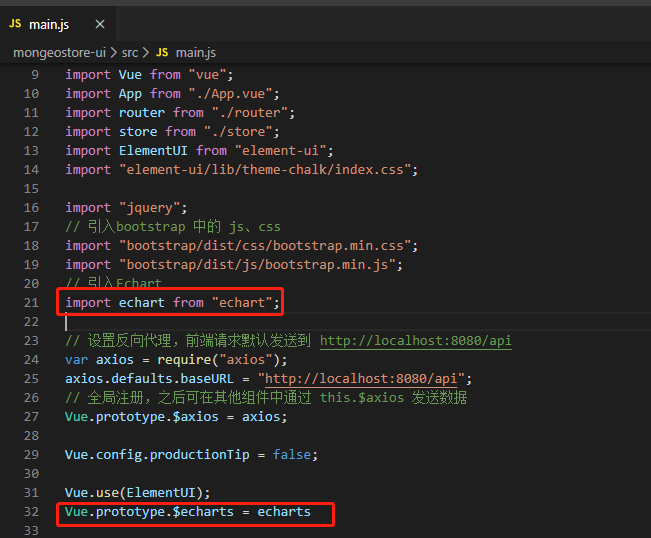 JS main.js ×
mongeostore-ui > src > JS main.js
9 import Vue from "vue";
10 import App from "./App.vue";
11 import router from "./router";
12 import store from "./store";
13 import ElementUI from "element-ui";
14 import "element-ui/lib/theme-chalk/index.css";
15
16 import "jquery";
17 // 引入bootstrap 中的 js、css
18 import "bootstrap/dist/css/bootstrap.min.css";
19 import "bootstrap/dist/js/bootstrap.min.js";
20 // 引入Echart
21 import echart from "echart";
22
23 // 设置反向代理，前端请求默认发送到 http://localhost:8080/api
24 var axios = require("axios");
25 axios.defaults.baseURL = "http://localhost:8080/api";
26 // 全局注册，之后可在其他组件中通过 this.$axios 发送数据
27 Vue.prototype.$axios = axios;
28
29 Vue.config.productionTip = false;
30
31 Vue.use(ElementUI);
32 Vue.prototype.$echarts = echarts
33